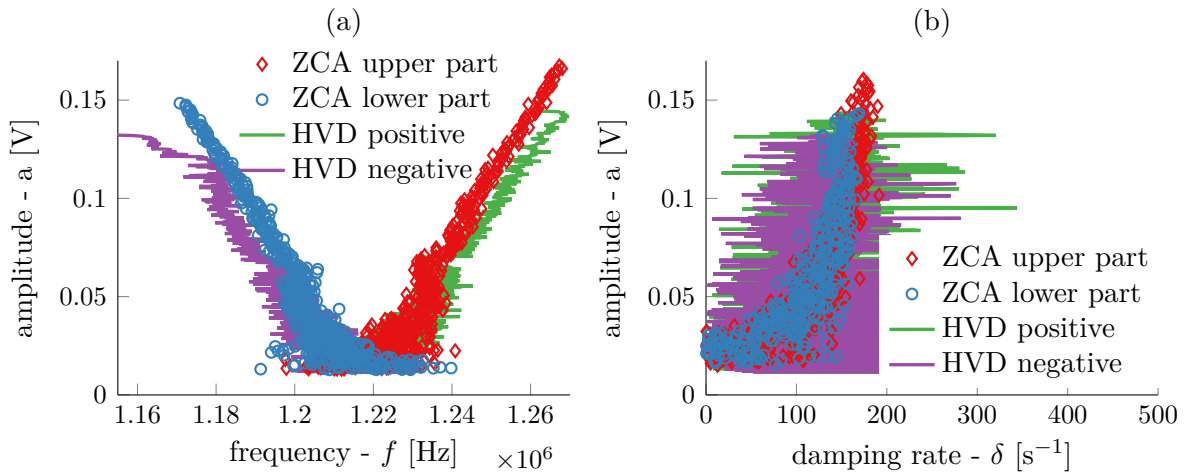 (a)
ZCA upper part
ZCA lower part
HVD positive
HVD negative
0.15
0.1
0.05
0
1.16
1.18
1.2
1.22
1.24
1.26
×10⁶
amplitude - a [V]
frequency - f [Hz]
(b)
ZCA upper part
ZCA lower part
HVD positive
HVD negative
0.15
0.1
0.05
0
0
100
200
300
400
500
amplitude - a [V]
damping rate - δ [s⁻¹]